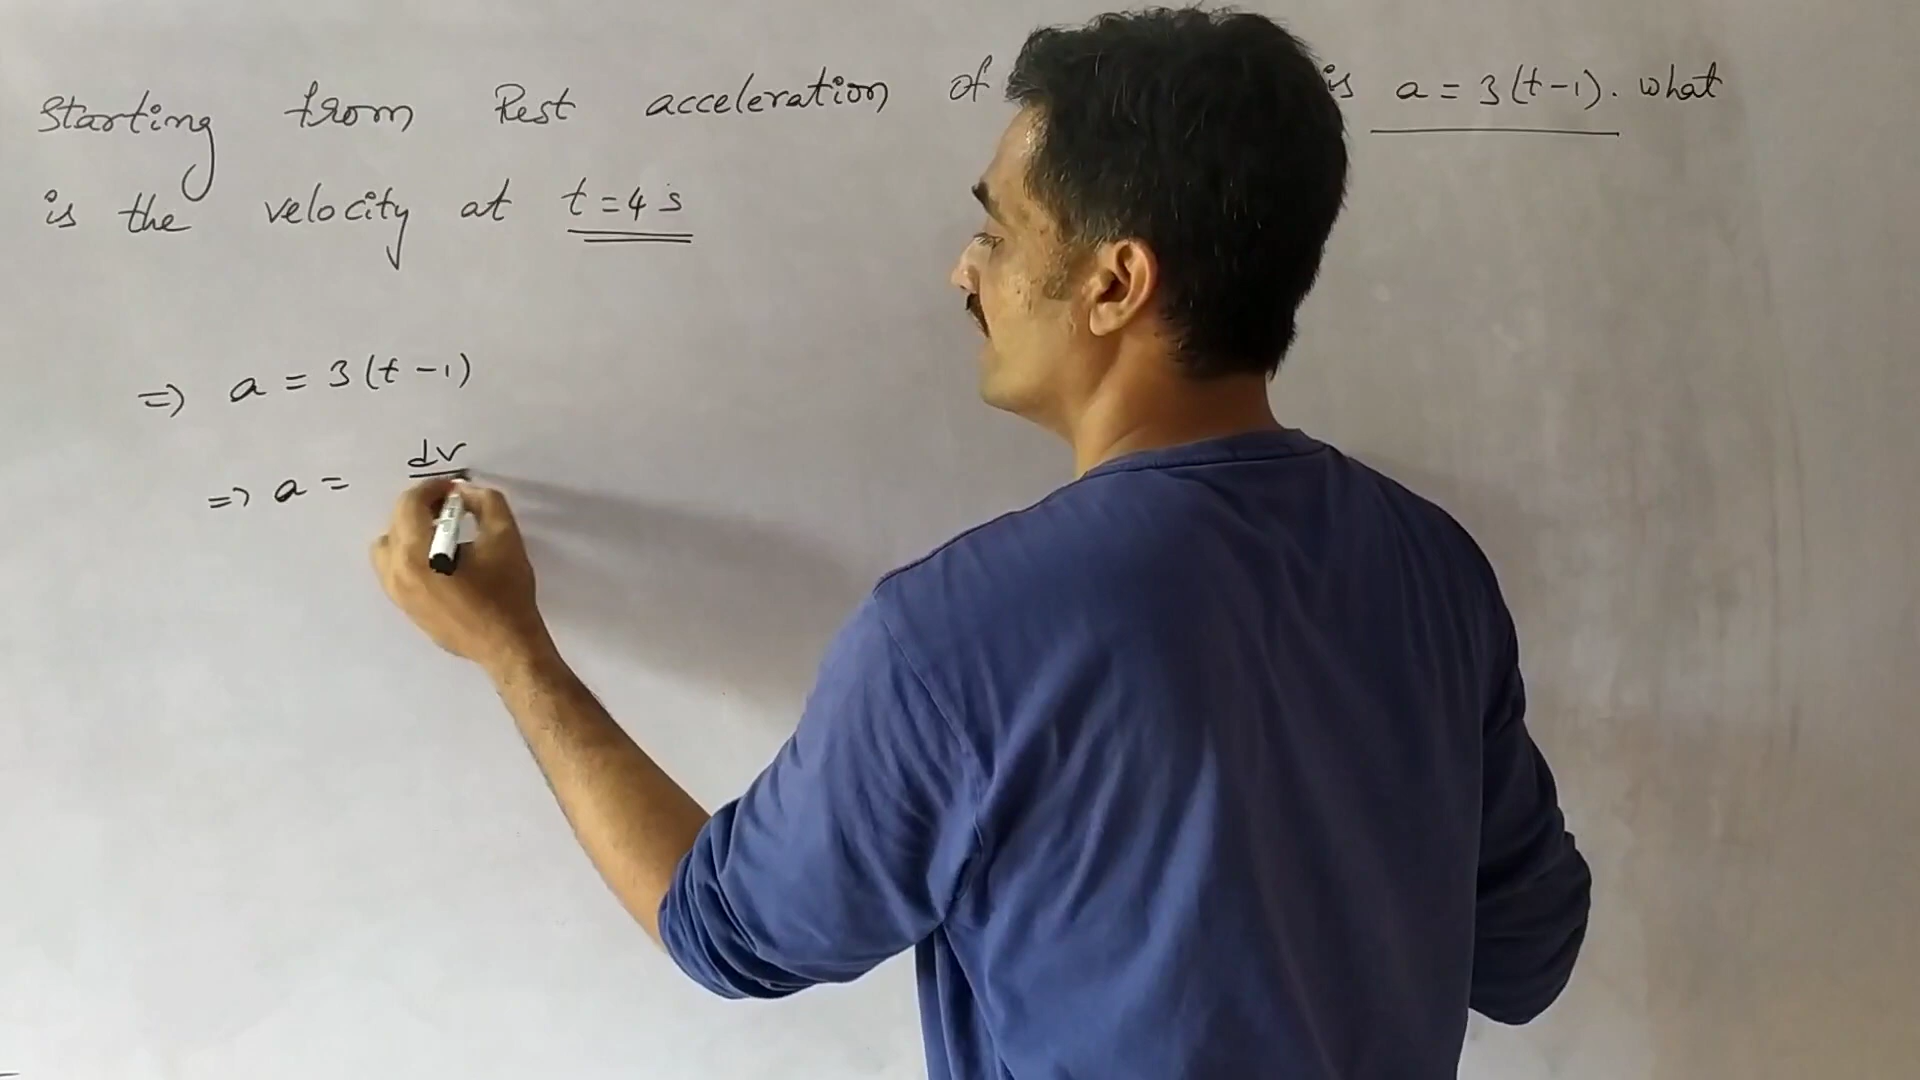 Starting from Rest acceleration of is a = 3(t-1). what
is the velocity at t=4s
=> a = 3(t-1)
=> a = dv